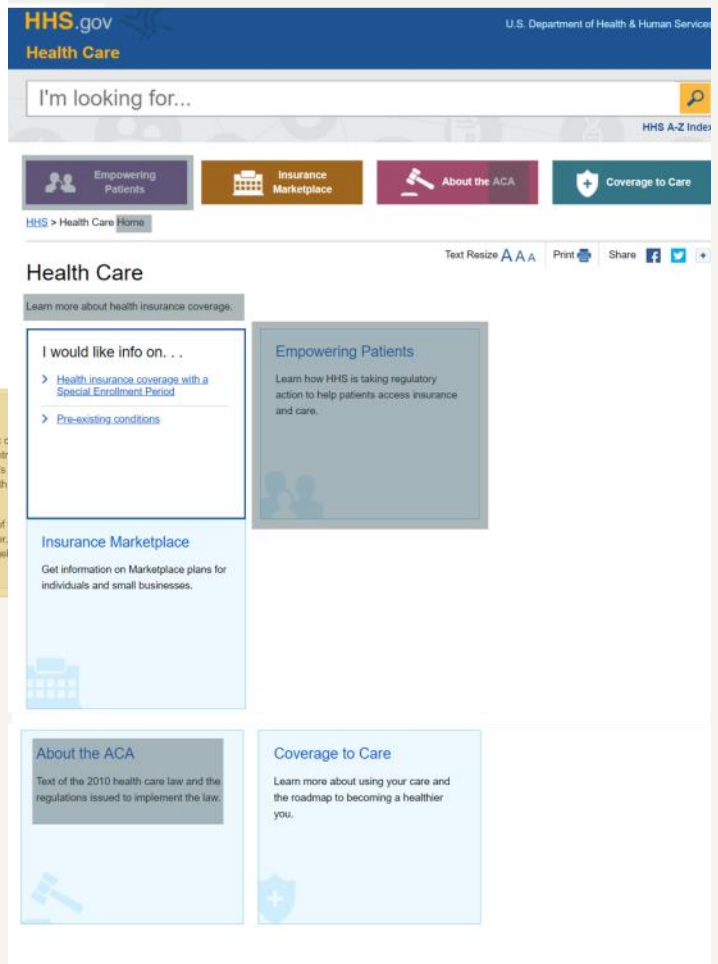 HHS.gov
U.S. Department of Health & Human Services
Health Care
I'm looking for...
HHS A-Z Index
Empowering
Patients
Insurance
Marketplace
About the ACA
Coverage to Care
HHS > Health Care Home
Text Resize A A A Print Share
Health Care
Learn more about health insurance coverage.
I would like info on. . .
> Health insurance coverage with a
Special Enrollment Period
> Pre-existing conditions
Empowering Patients
Learn how HHS is taking regulatory
action to help patients access insurance
and care.
Insurance Marketplace
Get information on Marketplace plans for
individuals and small businesses.
About the ACA
Text of the 2010 health care law and the
regulations issued to implement the law.
Coverage to Care
Learn more about using your care and
the roadmap to becoming a healthier
you.